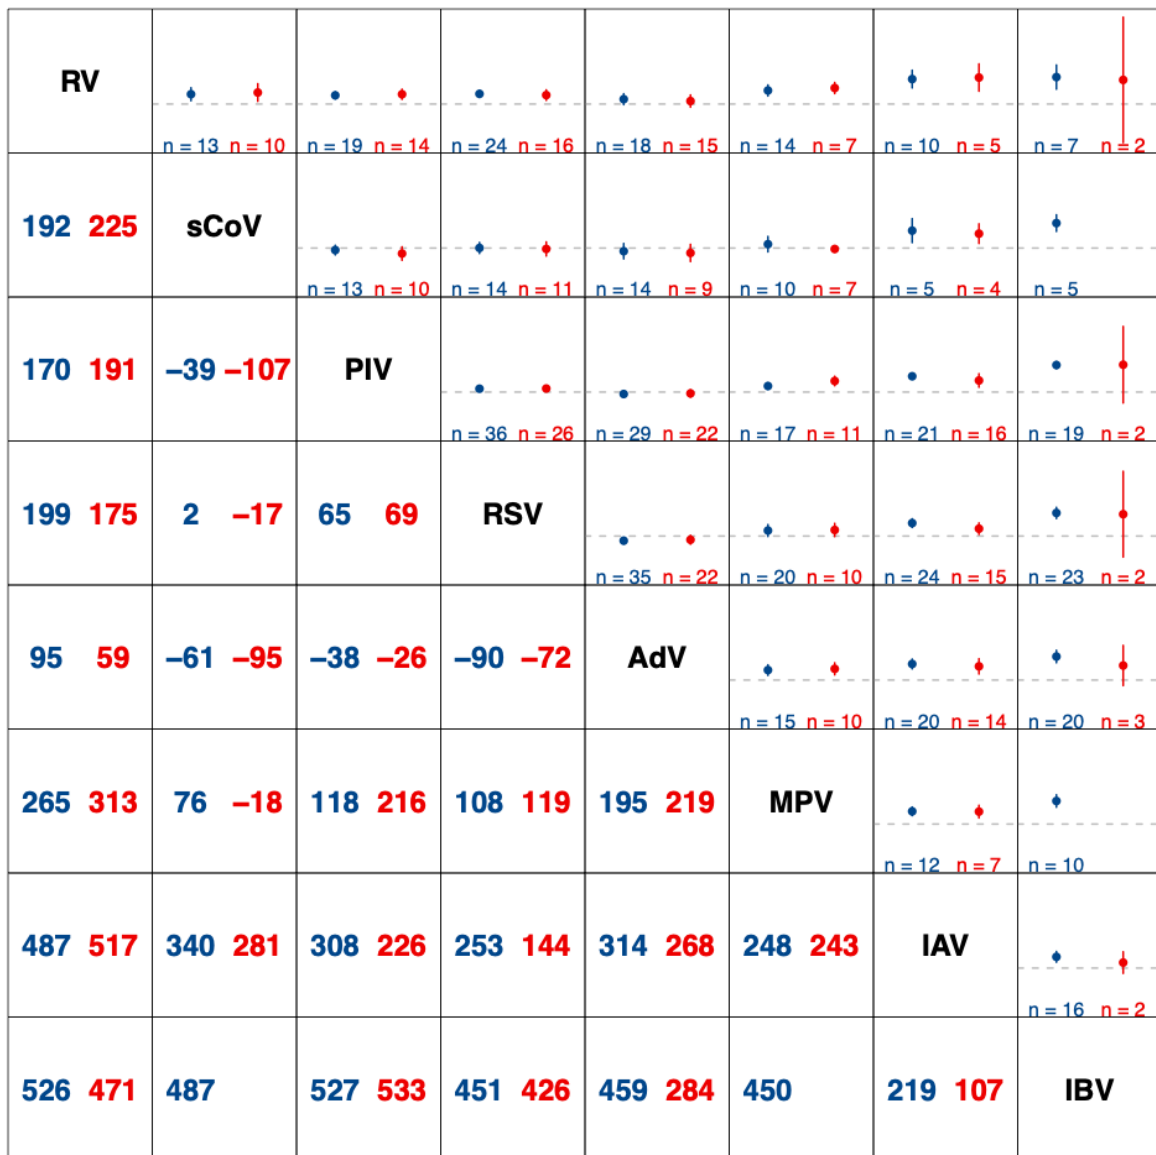 RV
n = 13 n = 10 n = 19 n = 14 n = 24 n = 16 n = 18 n = 15 n = 14 n = 7 n = 10 n = 5 n = 7 n = 2
192 225 sCoV
n = 13 n = 10 n = 14 n = 11 n = 14 n = 9 n = 10 n = 7 n = 5 n = 4 n = 5
170 191 −39 −107 PIV
n = 36 n = 26 n = 29 n = 22 n = 17 n = 11 n = 21 n = 16 n = 19 n = 2
199 175 2 −17 65 69 RSV
n = 35 n = 22 n = 20 n = 10 n = 24 n = 15 n = 23 n = 2
95 59 −61 −95 −38 −26 −90 −72 AdV
n = 15 n = 10 n = 20 n = 14 n = 20 n = 3
265 313 76 −18 118 216 108 119 195 219 MPV
n = 12 n = 7 n = 10
487 517 340 281 308 226 253 144 314 268 248 243 IAV
n = 16 n = 2
526 471 487 527 533 451 426 459 284 450 219 107 IBV